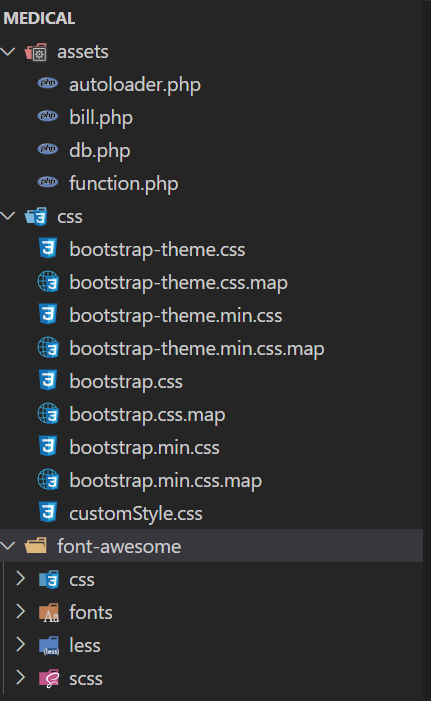 MEDICAL
assets
autoloader.php
bill.php
db.php
function.php
css
bootstrap-theme.css
bootstrap-theme.css.map
bootstrap-theme.min.css
bootstrap-theme.min.css.map
bootstrap.css
bootstrap.css.map
bootstrap.min.css
bootstrap.min.css.map
customStyle.css
font-awesome
css
fonts
less
scss